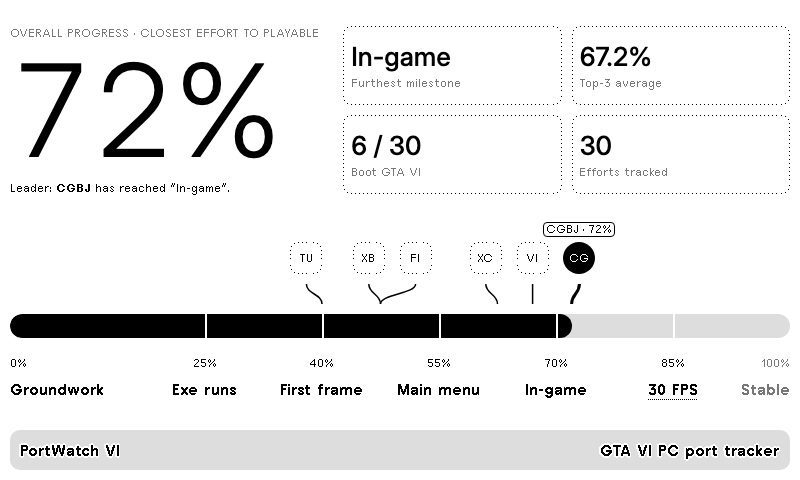 OVERALL PROGRESS · CLOSEST EFFORT TO PLAYABLE
72%
Leader: CGBJ has reached “In-game”.
In-game
Furthest milestone
67.2%
Top-3 average
6 / 30
Boot GTA VI
30
Efforts tracked
CGBJ · 72%
TU XB FI XC VI CG
0% 25% 40% 55% 70% 85% 100%
Groundwork Exe runs First frame Main menu In-game 30 FPS Stable
PortWatch VI GTA VI PC port tracker